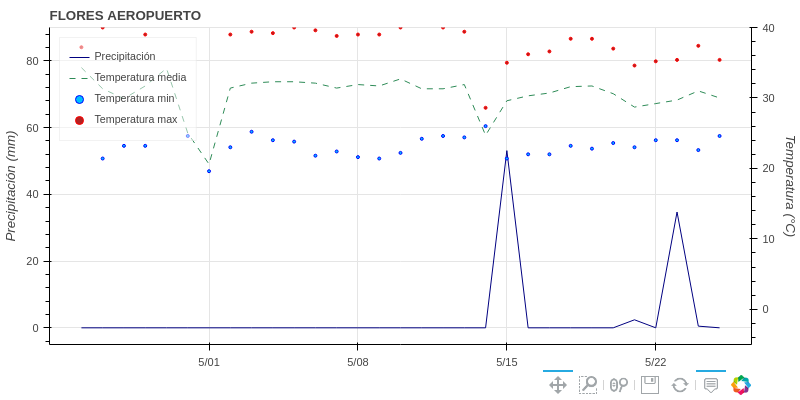 FLORES AEROPUERTO
Precipitación
Temperatura media
Temperatura min
Temperatura max
Precipitación (mm)
80
60
40
20
0
40
30
20
10
0
Temperatura (°C)
5/01
5/08
5/15
5/22